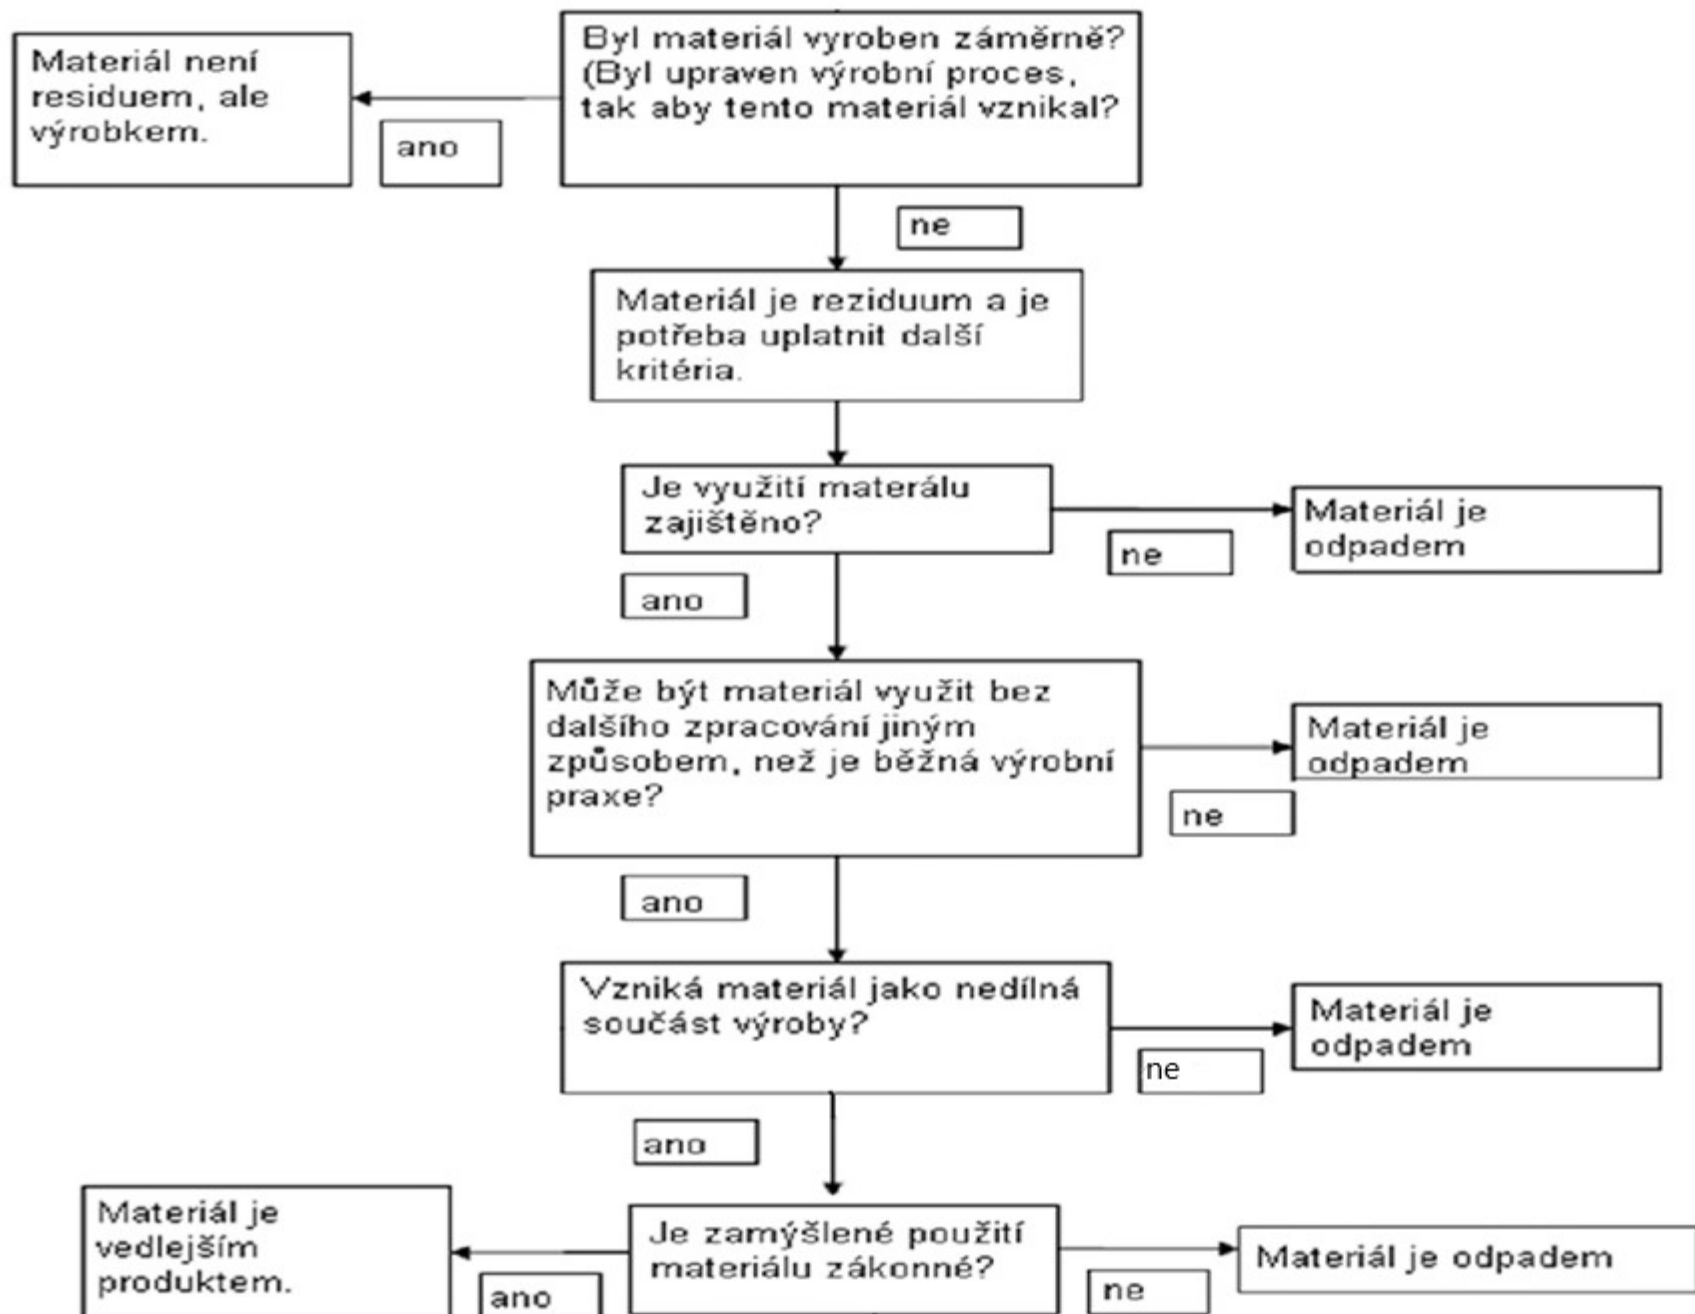 Byl materiál vyroben záměrně?
(Byl upraven výrobní proces,
tak aby tento materiál vznikal?
Materiál není
residuem, ale
výrobkem.
ano
ne
Materiál je reziduum a je
potřeba uplatnit další
kritéria.
Je využití materálu
zajištěno?
Materiál je
odpadem
ne
ano
Může být materiál využit bez
dalšího zpracování jiným
způsobem, než je běžná výrobní
praxe?
Materiál je
odpadem
ne
ano
Vzniká materiál jako nedílná
součást výroby?
Materiál je
odpadem
ne
ano
Je zamýšlené použití
materiálu zákonné?
Materiál je
vedlejším
produktem.
ano
Materiál je odpadem
ne